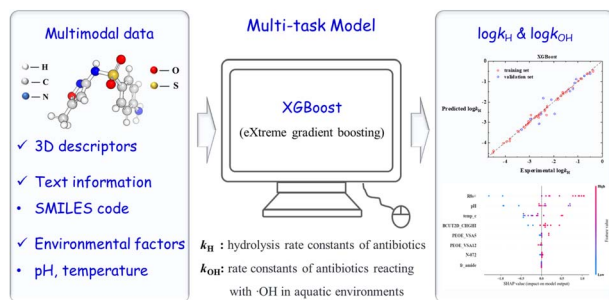 Multimodal data
H
C
N
O
S
✓ 3D descriptors
✓ Text information
• SMILES code
✓ Environmental factors
• pH, temperature
Multi-task Model
XGBoost
(eXtreme gradient boosting)
kH : hydrolysis rate constants of antibiotics
kOH: rate constants of antibiotics reacting
with ·OH in aquatic environments
logkH & logkOH
XGBoost
training set
validation set
Predicted logkH
Experimental logkH
pH
temp_s
PEOE_VSA5
PEOE_VSA12
High
Feature value
Low
SHAP value (impact on model output)